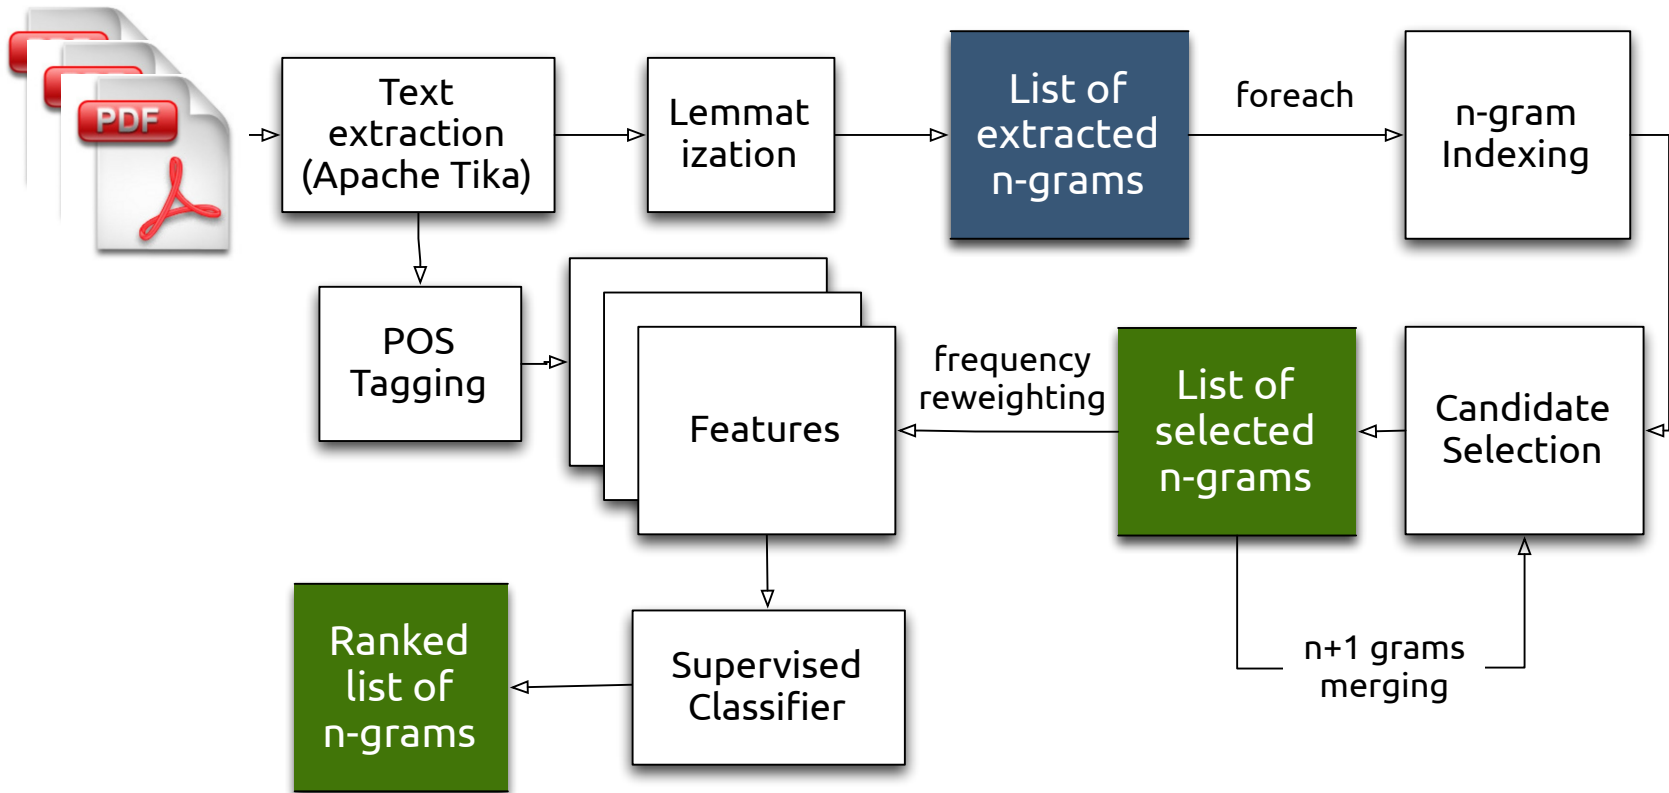 PDF
Text
extraction
(Apache Tika)
Lemmat
ization
List of
extracted
n-grams
foreach
n-gram
Indexing
POS
Tagging
Features
frequency
reweighting
List of
selected
n-grams
Candidate
Selection
Ranked
list of
n-grams
Supervised
Classifier
n+1 grams
merging